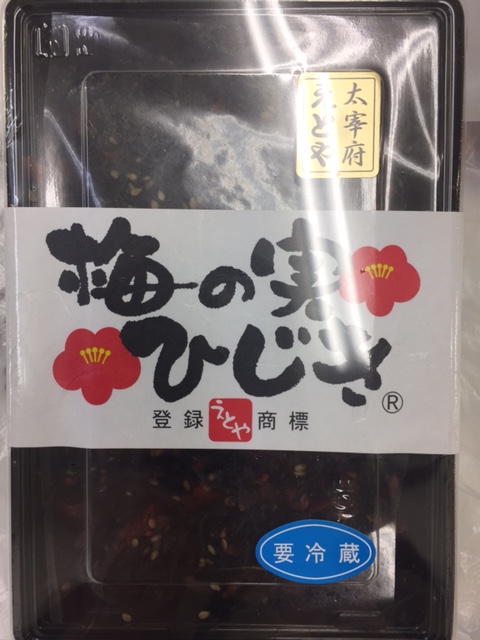 太宰府
えとや
梅の実
ひじき®
登録 えとや 商標
要冷蔵